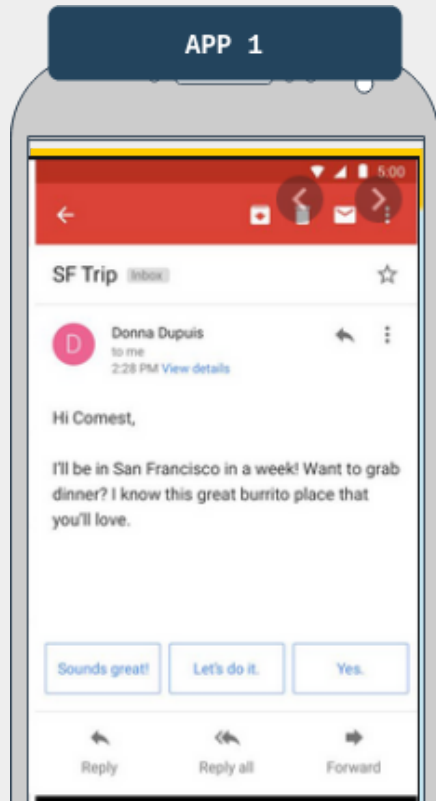 APP 1
5:00
SF Trip Inbox
D
Donna Dupuis
to me
2:28 PM View details
Hi Comest,
I'll be in San Francisco in a week! Want to grab
dinner? I know this great burrito place that
you'll love.
Sounds great! Let's do it. Yes.
Reply Reply all Forward